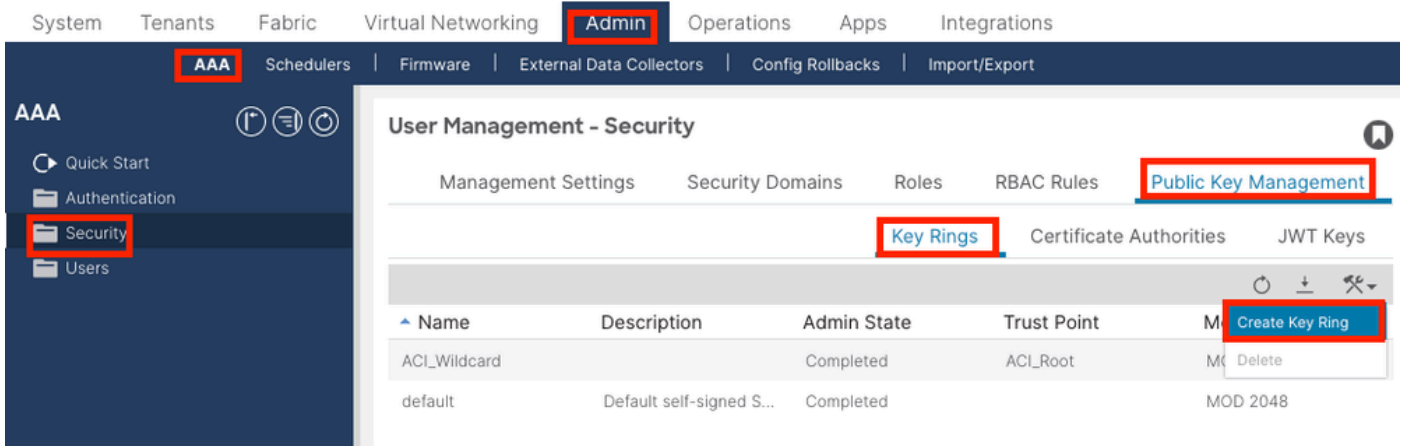 System Tenants Fabric Virtual Networking Admin Operations Apps Integrations
AAA Schedulers | Firmware | External Data Collectors | Config Rollbacks | Import/Export
AAA
Quick Start
Authentication
Security
Users
User Management - Security
Management Settings Security Domains Roles RBAC Rules Public Key Management
Key Rings Certificate Authorities JWT Keys
Name Description Admin State Trust Point
Create Key Ring
ACI_Wildcard Completed ACI_Root
Delete
default Default self-signed S... Completed MOD 2048